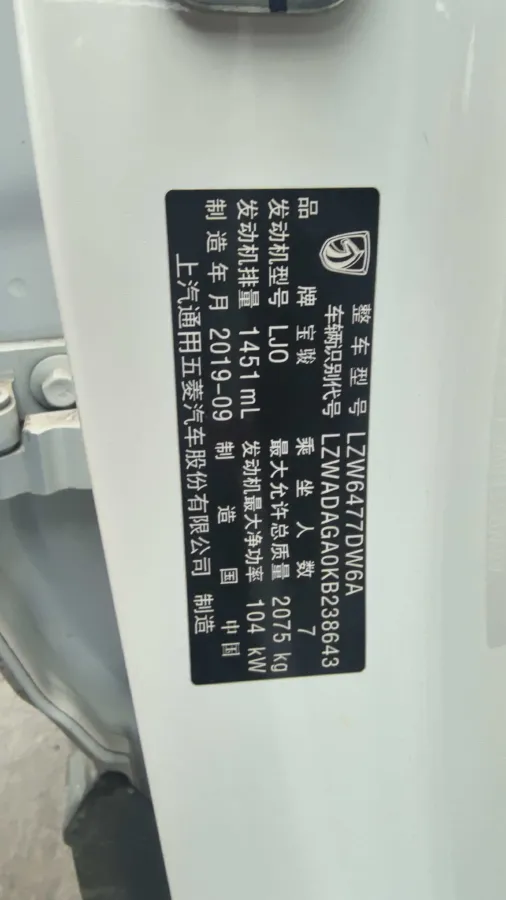 整车型号 LZW6477DW6A
车辆识别代号 LZWADAGA0KB238643
品牌 宝骏 乘坐人数 7
发动机型号 LJO 最大允许总质量 2075 kg
发动机排量 1451 mL 发动机最大净功率 104 kW
制造年月 2019-09 制造国 中国
上汽通用五菱汽车股份有限公司 制造